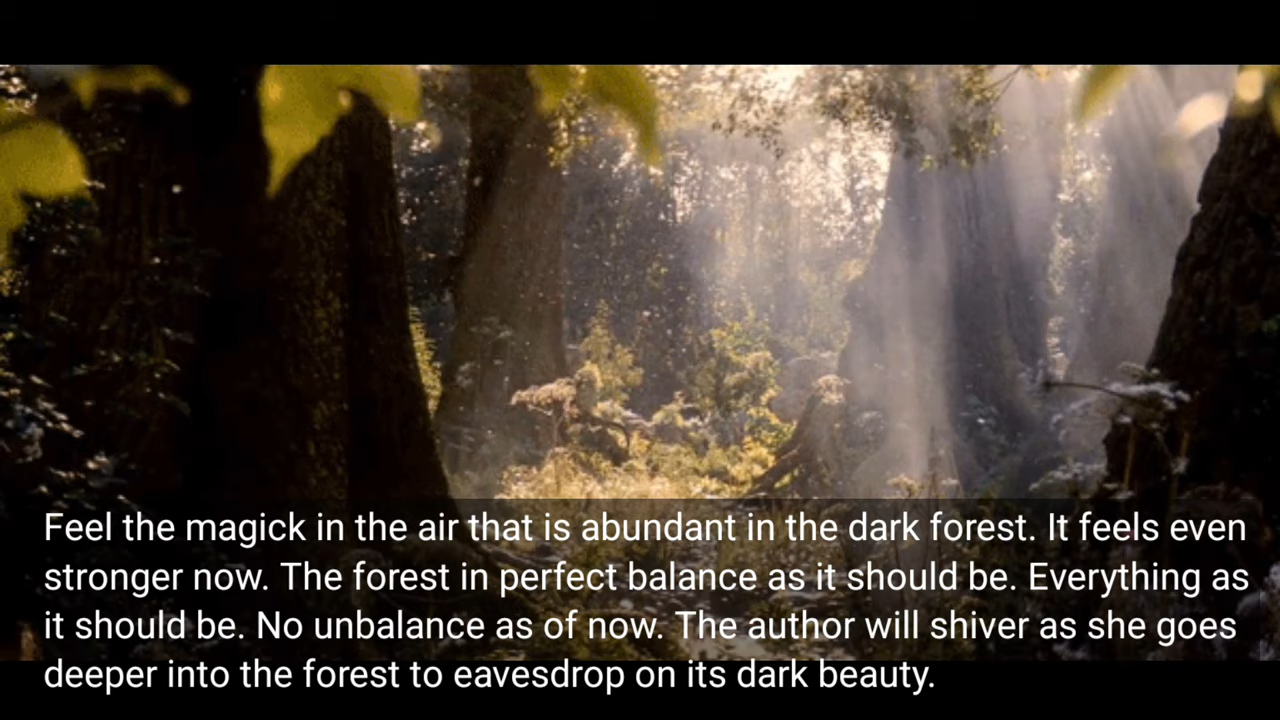 Feel the magick in the air that is abundant in the dark forest. It feels even
stronger now. The forest in perfect balance as it should be. Everything as
it should be. No unbalance as of now. The author will shiver as she goes
deeper into the forest to eavesdrop on its dark beauty.